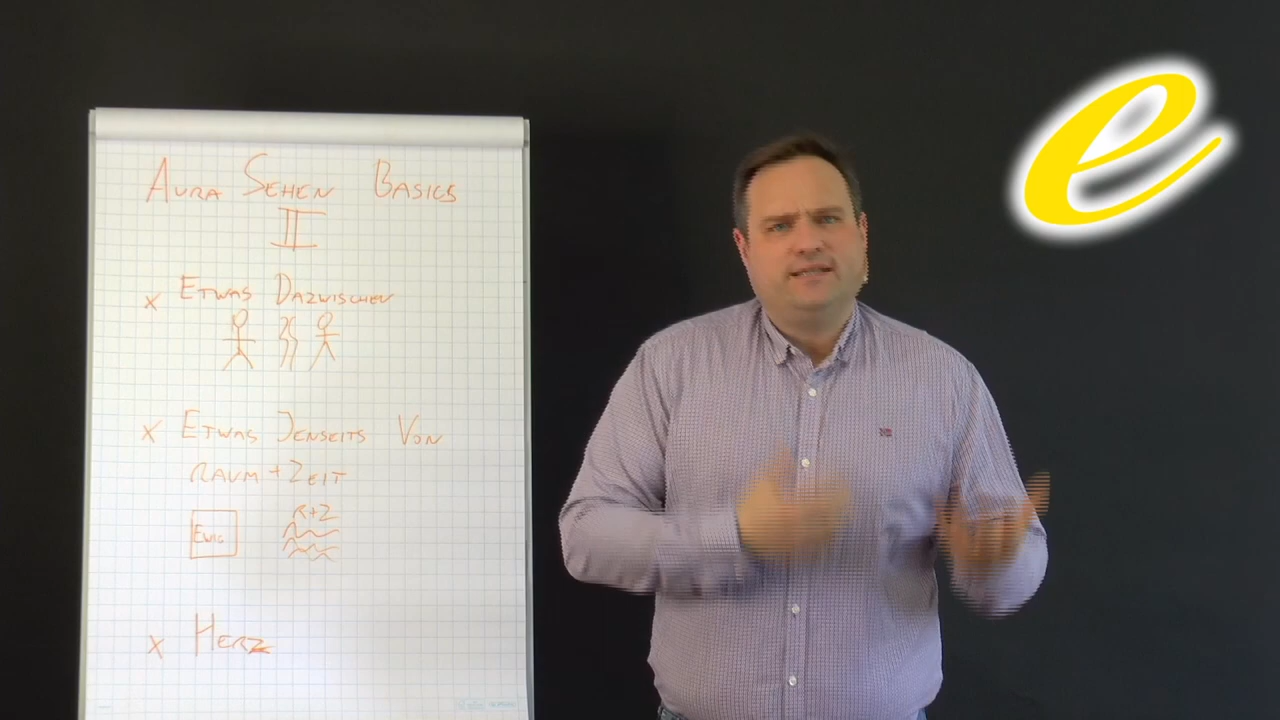 AURA SEHEN BASICS
II
x ETWAS DAZWISCHEN
x ETWAS JENSEITS VON
RAUM + ZEIT
EWIG
R+Z
x HERZ
e